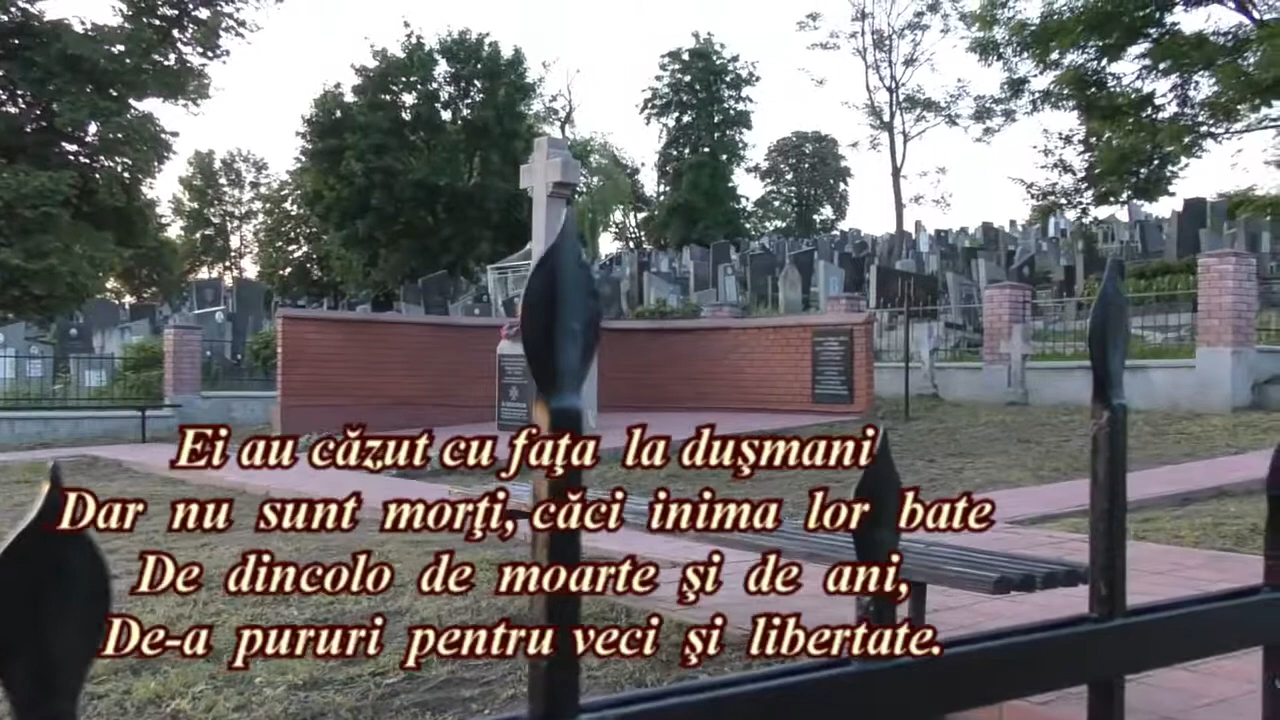 Ei au căzut cu faţa la duşmani
Dar nu sunt morţi, căci inima lor bate
De dincolo de moarte şi de ani,
De-a pururi pentru veci şi libertate.